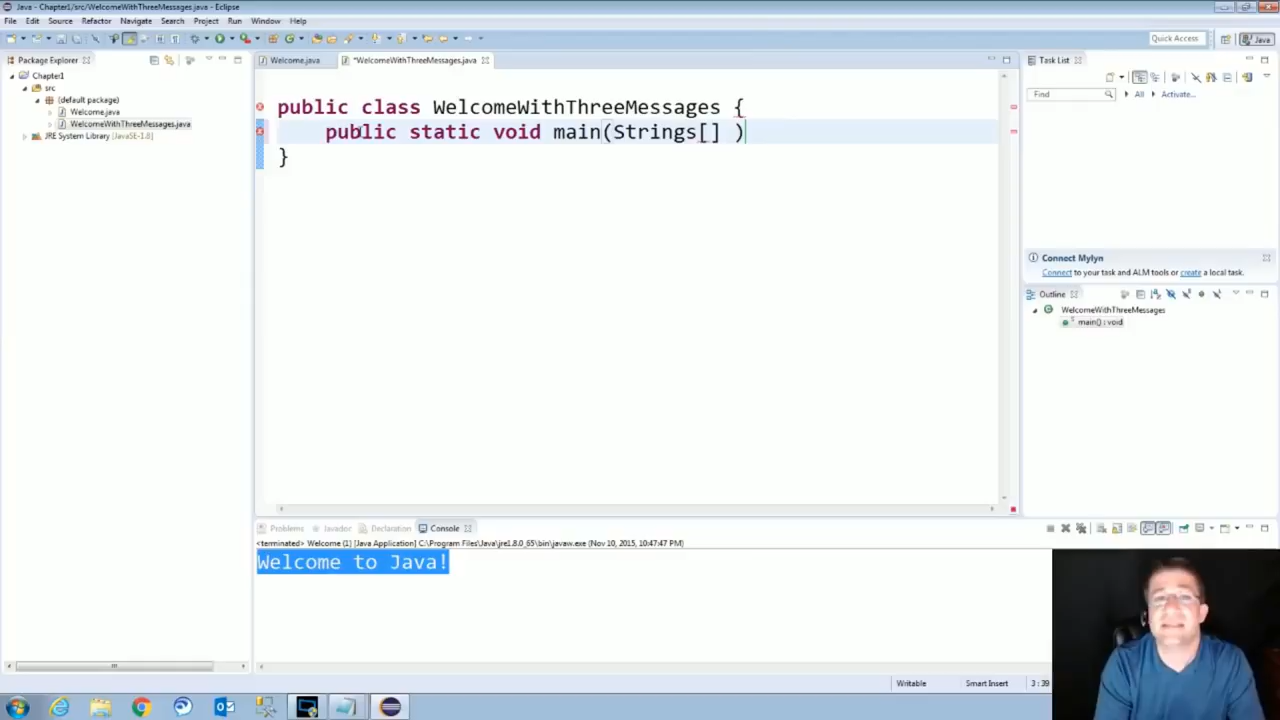 Java - Chapter1/src/WelcomeWithThreeMessages.java - Eclipse
File Edit Source Refactor Navigate Search Project Run Window Help
Quick Access
Java
Package Explorer
Chapter1
src
(default package)
Welcome.java
WelcomeWithThreeMessages.java
JRE System Library [JavaSE-1.8]
Welcome.java *WelcomeWithThreeMessages.java
public class WelcomeWithThreeMessages {
public static void main(Strings[] )
}
Task List
Find All Activate...
Connect Mylyn
Connect to your task and ALM tools or create a local task.
Outline
WelcomeWithThreeMessages
main() : void
Problems Javadoc Declaration Console
<terminated> Welcome (1) [Java Application] C:\Program Files\Java\jre1.8.0_65\bin\javaw.exe (Nov 10, 2015, 10:47:47 PM)
Welcome to Java!
Writable Smart Insert 3 : 39